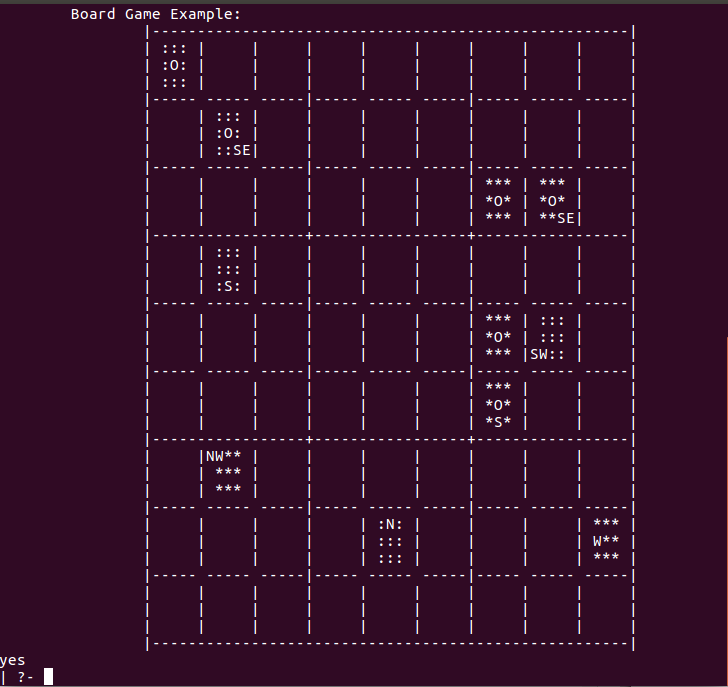 Board Game Example:
                |-----------------------------------------------------|
                | ::: |     |     |     |     |     |     |     |     |
                | :O: |     |     |     |     |     |     |     |     |
                | ::: |     |     |     |     |     |     |     |     |
                |----- ----- -----|----- ----- -----|----- ----- -----|
                |     | ::: |     |     |     |     |     |     |     |
                |     | :O: |     |     |     |     |     |     |     |
                |     | ::SE|     |     |     |     |     |     |     |
                |----- ----- -----|----- ----- -----|----- ----- -----|
                |     |     |     |     |     |     | *** | *** |     |
                |     |     |     |     |     |     | *O* | *O* |     |
                |     |     |     |     |     |     | *** | **SE|     |
                |-----------------+-----------------+-----------------|
                |     | ::: |     |     |     |     |     |     |     |
                |     | ::: |     |     |     |     |     |     |     |
                |     | :S: |     |     |     |     |     |     |     |
                |----- ----- -----|----- ----- -----|----- ----- -----|
                |     |     |     |     |     |     | *** | ::: |     |
                |     |     |     |     |     |     | *O* | ::: |     |
                |     |     |     |     |     |     | *** |SW:: |     |
                |----- ----- -----|----- ----- -----|----- ----- -----|
                |     |     |     |     |     |     | *** |     |     |
                |     |     |     |     |     |     | *O* |     |     |
                |     |     |     |     |     |     | *S* |     |     |
                |-----------------+-----------------+-----------------|
                |     |NW** |     |     |     |     |     |     |     |
                |     | *** |     |     |     |     |     |     |     |
                |     | *** |     |     |     |     |     |     |     |
                |----- ----- -----|----- ----- -----|----- ----- -----|
                |     |     |     |     | :N: |     |     |     | *** |
                |     |     |     |     | ::: |     |     |     | W** |
                |     |     |     |     | ::: |     |     |     | *** |
                |----- ----- -----|----- ----- -----|----- ----- -----|
                |     |     |     |     |     |     |     |     |     |
                |     |     |     |     |     |     |     |     |     |
                |     |     |     |     |     |     |     |     |     |
                |-----------------------------------------------------|
yes
| ?-